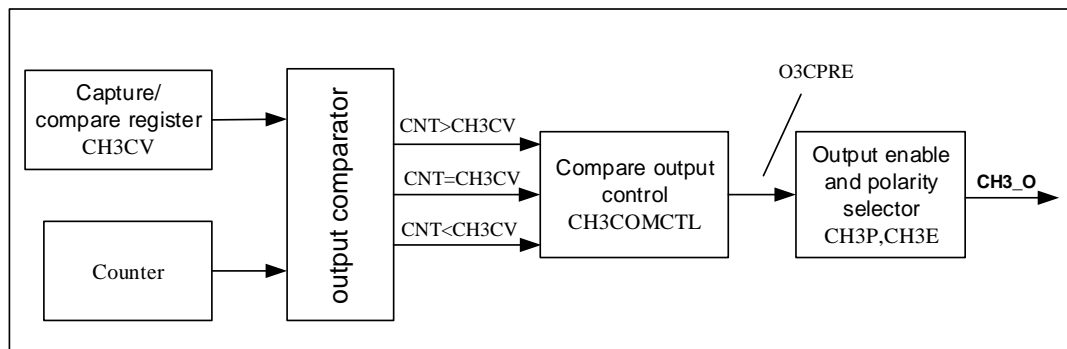 Capture/
compare register
CH3CV
Counter
output comparator
CNT>CH3CV
CNT=CH3CV
CNT<CH3CV
Compare output
control
CH3COMCTL
O3CPRE
Output enable
and polarity
selector
CH3P,CH3E
CH3_O